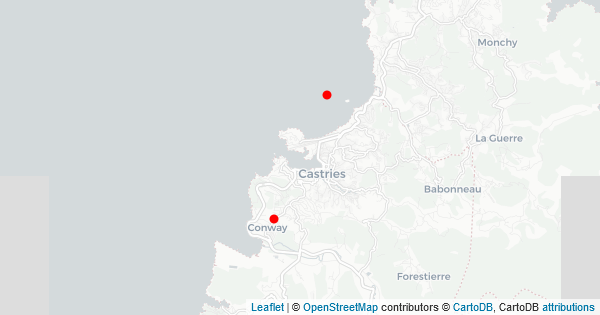 Monchy
La Guerre
Castries
Babonneau
Conway
Forestierre
Leaflet | © OpenStreetMap contributors © CartoDB, CartoDB attributions